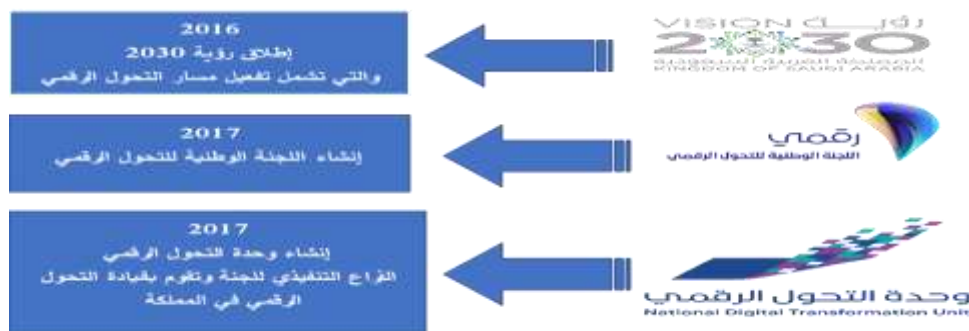 VISION رؤيــة
2030
المملكة العربية السعودية
KINGDOM OF SAUDI ARABIA
2016
إطلاق رؤية 2030
والتي تشمل تفعيل مسار التحول الرقمي
رقمي
اللجنة الوطنية للتحول الرقمي
2017
إنشاء اللجنة الوطنية للتحول الرقمي
وحدة التحول الرقمي
National Digital Transformation Unit
2017
إنشاء وحدة التحول الرقمي
الذراع التنفيذي للجنة وتقوم بقيادة التحول
الرقمي في المملكة